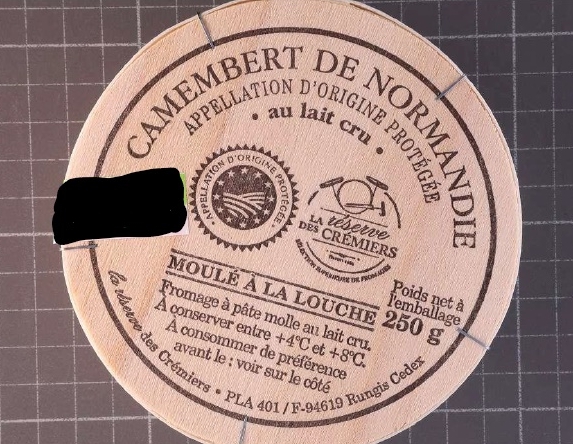 CAMEMBERT DE NORMANDIE
APPELLATION D'ORIGINE PROTÉGÉE
• au lait cru •
APPELLATION D'ORIGINE PROTÉGÉE
LA réserve
DES CRÉMIERS
SÉLECTION SUPÉRIEURE DE FROMAGES
MOULÉ À LA LOUCHE
Fromage à pâte molle au lait cru.
À conserver entre +4°C et +8°C.
À consommer de préférence
avant le : voir sur le côté
Poids net à
l'emballage
250 g
la réserve des Crémiers • PLA 401 / F-94619 Rungis Cedex